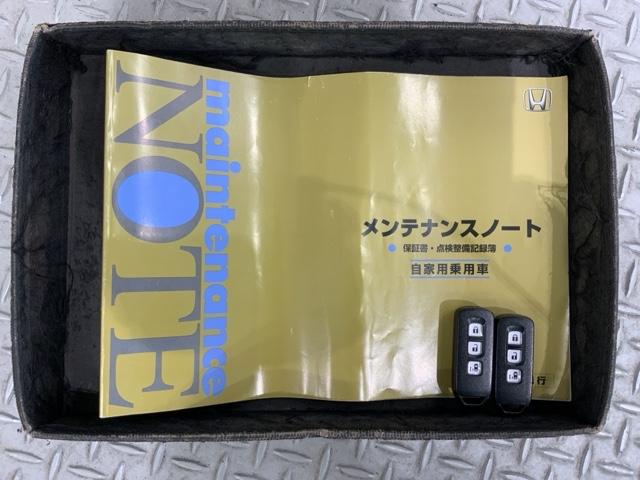 maintenance
NOTE
メンテナンスノート
保証書・点検整備記録簿
自家用乗用車
行